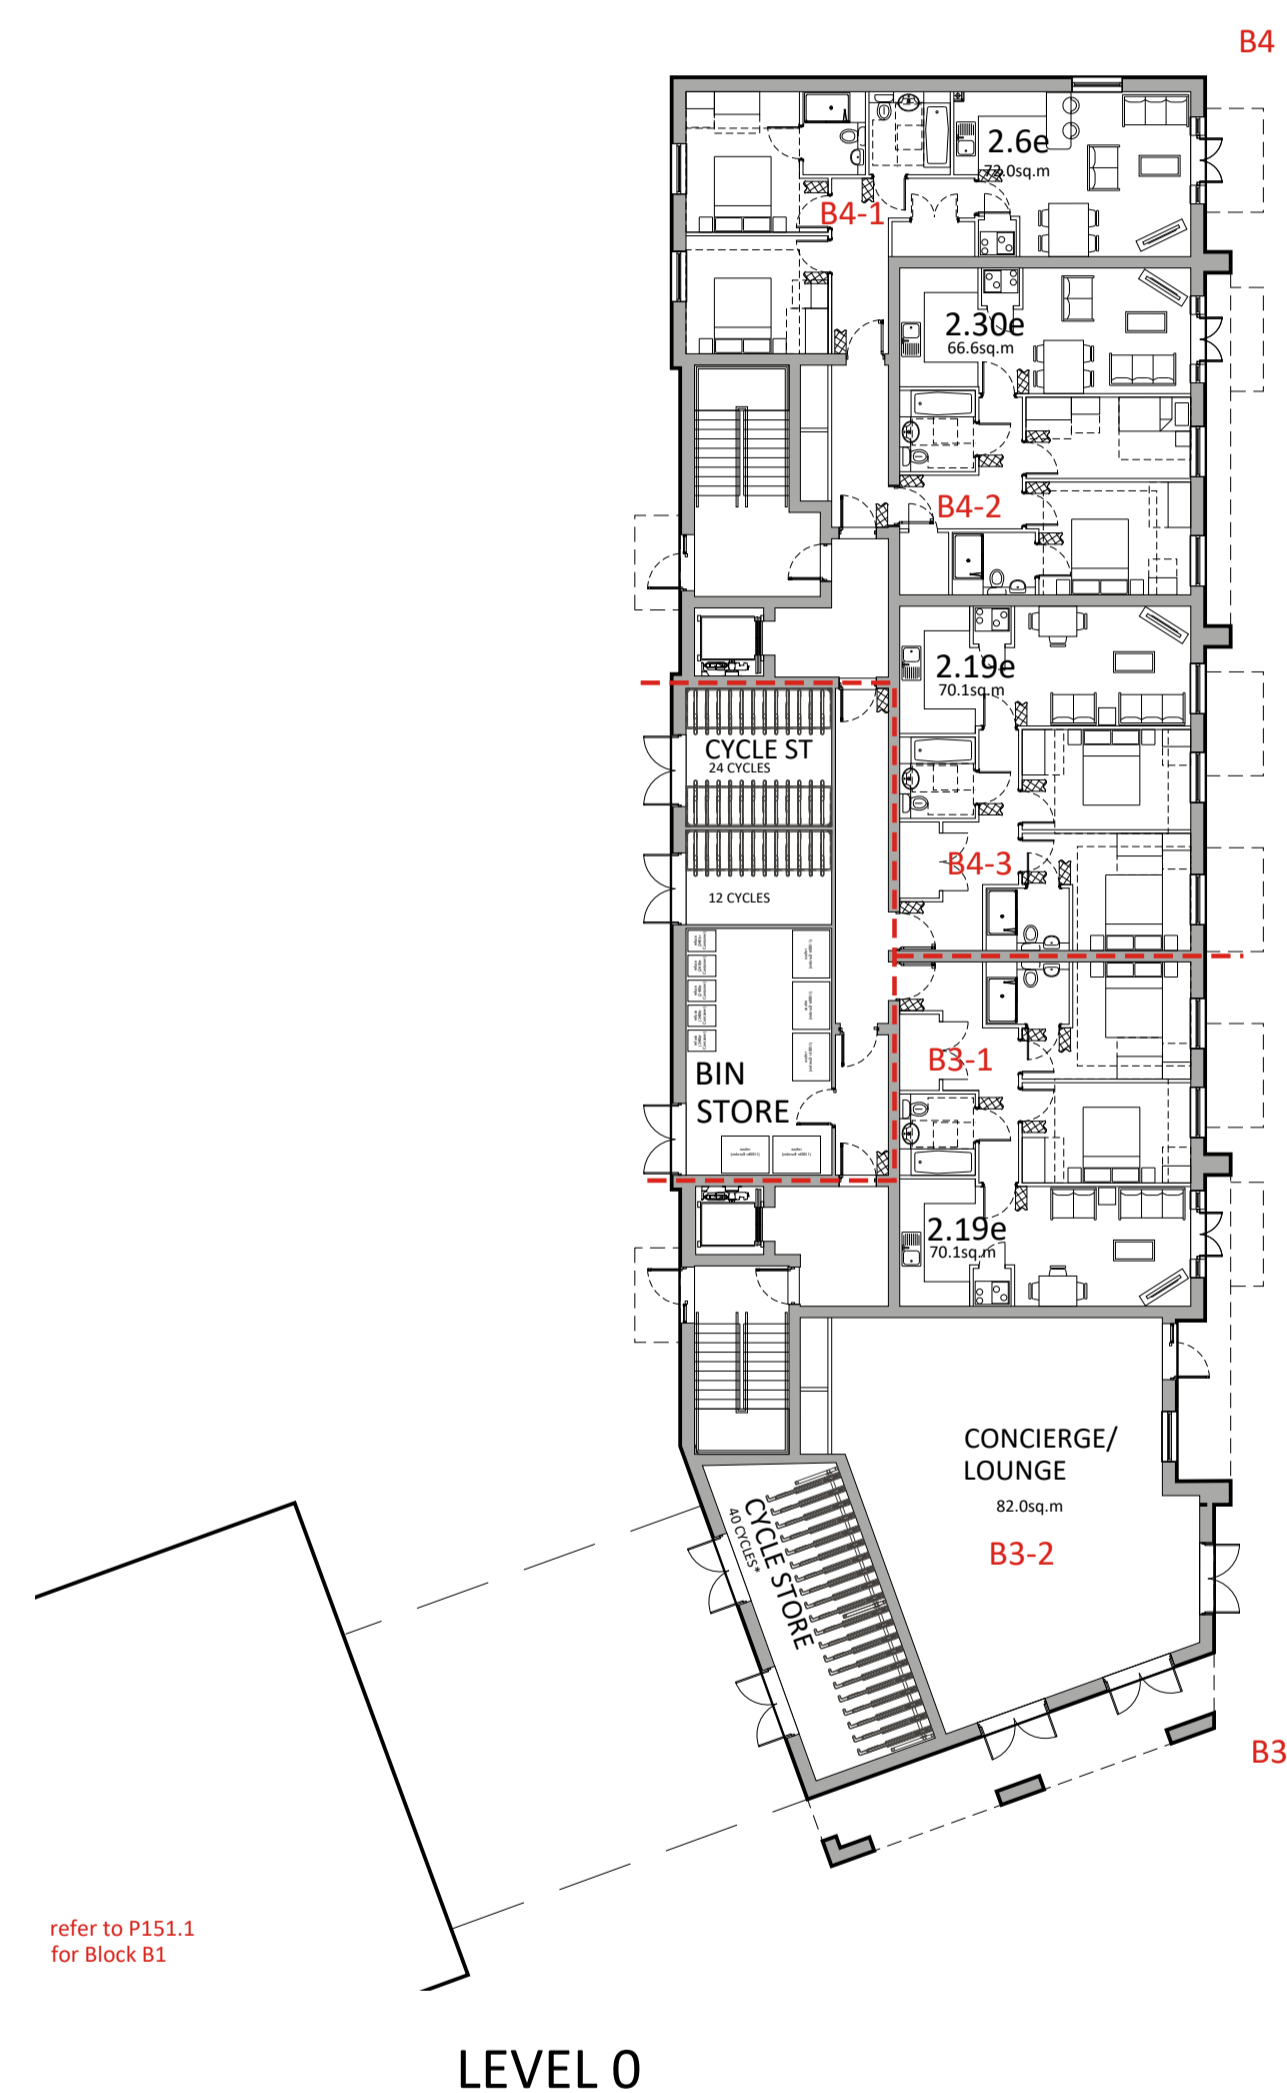 B4
2.6e
72.0sq.m
B4-1
2.30e
66.6sq.m
B4-2
2.19e
70.1sq.m
CYCLE ST
24 CYCLES
B4-3
12 CYCLES
B3-1
BIN
STORE
2.19e
70.1sq.m
CONCIERGE/
LOUNGE
82.0sq.m
B3-2
CYCLE STORE
40 CYCLES*
B3
refer to P151.1
for Block B1
LEVEL 0